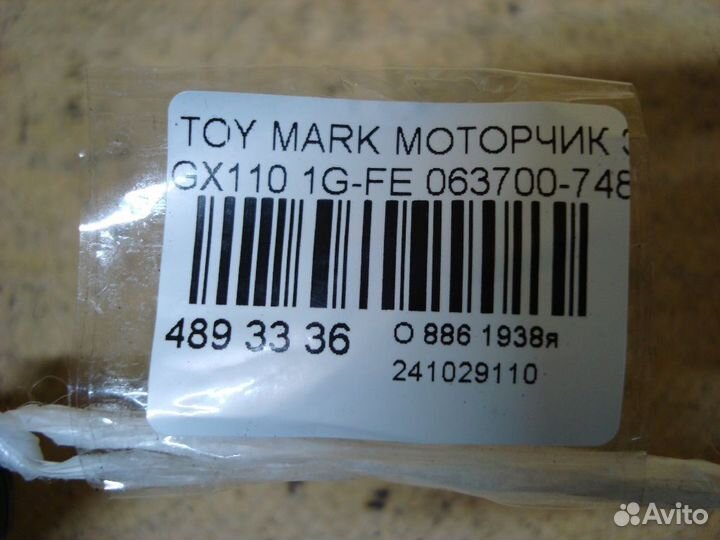 TOY MARK МОТОРЧИК
GX110 1G-FE 063700-748
489 33 36
О 886 1938я
241029110
Avito